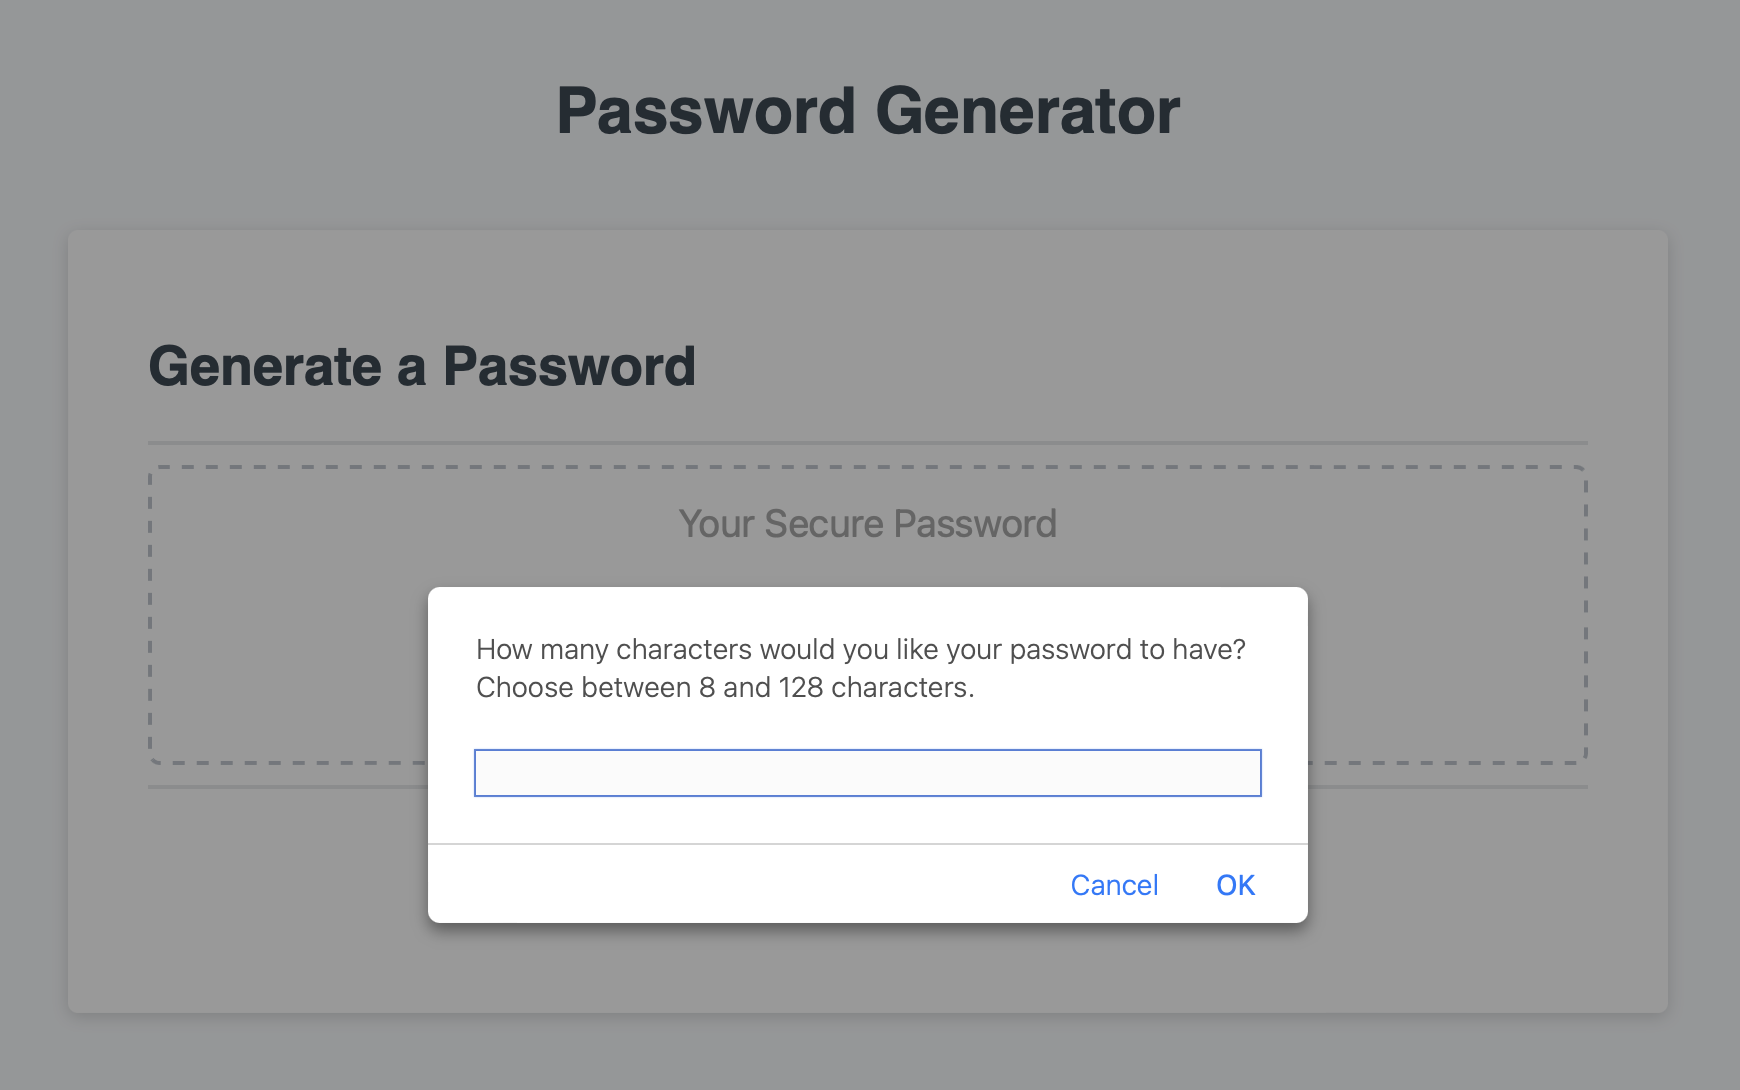 Password Generator
Generate a Password
Your Secure Password
How many characters would you like your password to have?
Choose between 8 and 128 characters.
Cancel
OK